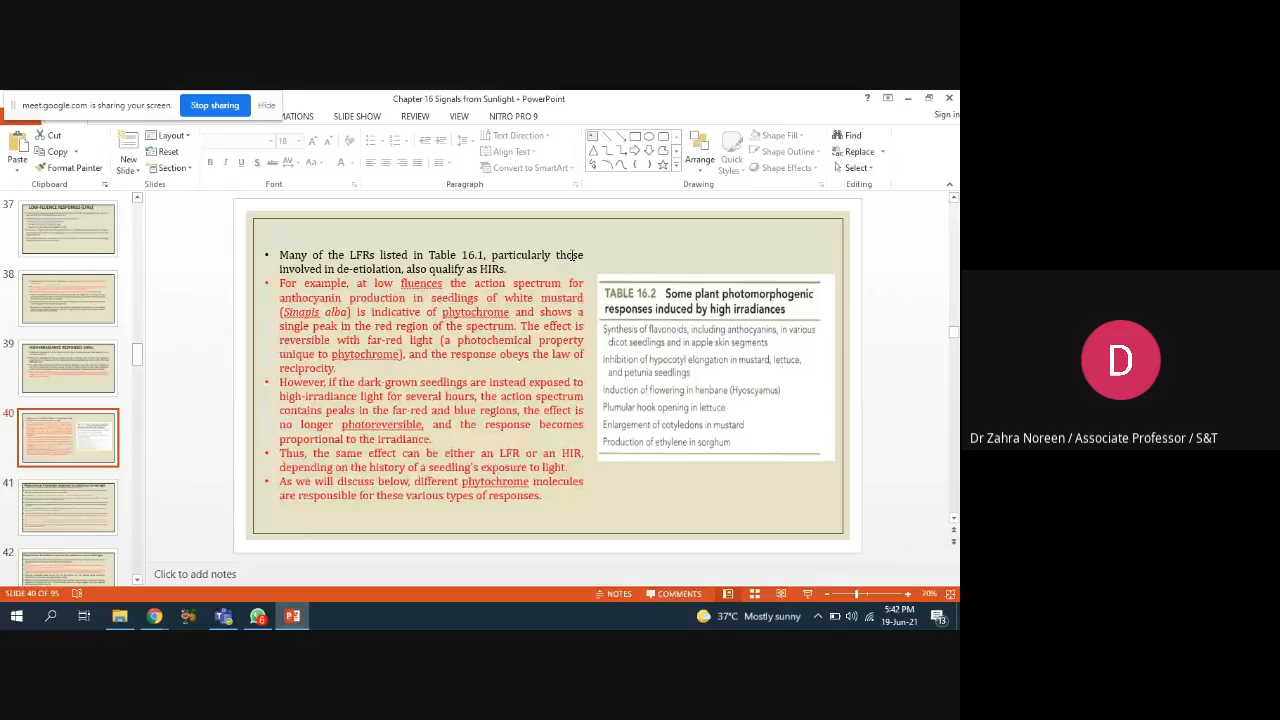 meet.google.com is sharing your screen.
Stop sharing
Hide
Chapter 16 Signals from Sunlight - PowerPoint
Sign in
MATIONS
SLIDE SHOW
REVIEW
VIEW
NITRO PRO 9
Paste
Cut
Copy
Format Painter
Clipboard
New
Slide
Layout
Reset
Section
Slides
18
Font
Paragraph
Text Direction
Align Text
Convert to SmartArt
Arrange
Quick
Styles
Shape Fill
Shape Outline
Shape Effects
Drawing
Find
Replace
Select
Editing
37
38
39
40
41
42
• Many of the LFRs listed in Table 16.1, particularly those
involved in de-etiolation, also qualify as HIRs.
• For example, at low fluences the action spectrum for
anthocyanin production in seedlings of white mustard
(Sinapis alba) is indicative of phytochrome and shows a
single peak in the red region of the spectrum. The effect is
reversible with far-red light (a photochemical property
unique to phytochrome), and the response obeys the law of
reciprocity.
• However, if the dark-grown seedlings are instead exposed to
high-irradiance light for several hours, the action spectrum
contains peaks in the far-red and blue regions, the effect is
no longer photoreversible, and the response becomes
proportional to the irradiance.
• Thus, the same effect can be either an LFR or an HIR,
depending on the history of a seedling's exposure to light.
• As we will discuss below, different phytochrome molecules
are responsible for these various types of responses.
TABLE 16.2 Some plant photomorphogenic
responses induced by high irradiances
Synthesis of flavonoids, including anthocyanins, in various
dicot seedlings and in apple skin segments
Inhibition of hypocotyl elongation in mustard, lettuce,
and petunia seedlings
Induction of flowering in henbane (Hyoscyamus)
Plumular hook opening in lettuce
Enlargement of cotyledons in mustard
Production of ethylene in sorghum
Click to add notes
SLIDE 40 OF 95
NOTES
COMMENTS
70%
37°C Mostly sunny
5:42 PM
19-Jun-21
13
6
D
Dr Zahra Noreen / Associate Professor / S&T